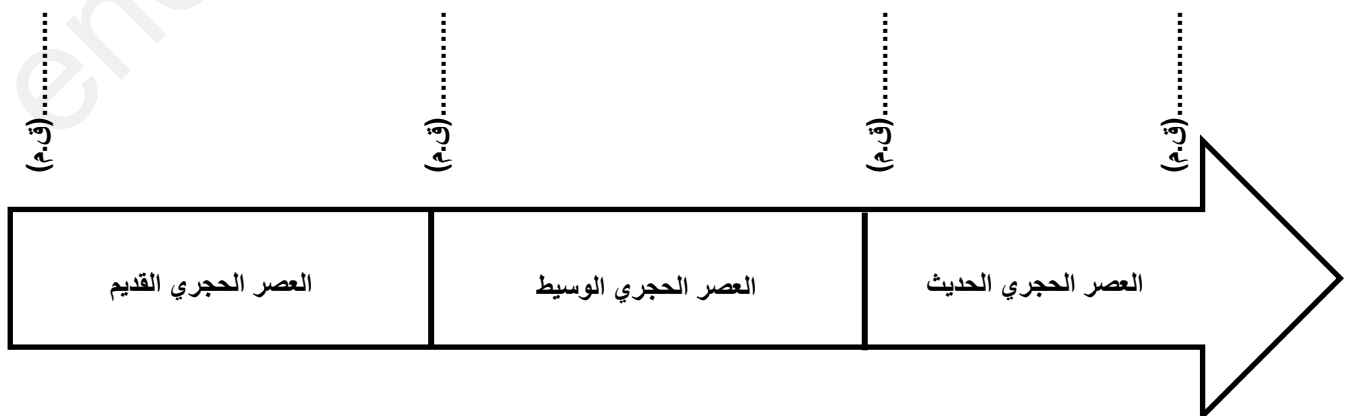 ............(ق.م)
............(ق.م)
............(ق.م)
............(ق.م)
العصر الحجري القديم
العصر الحجري الوسيط
العصر الحجري الحديث